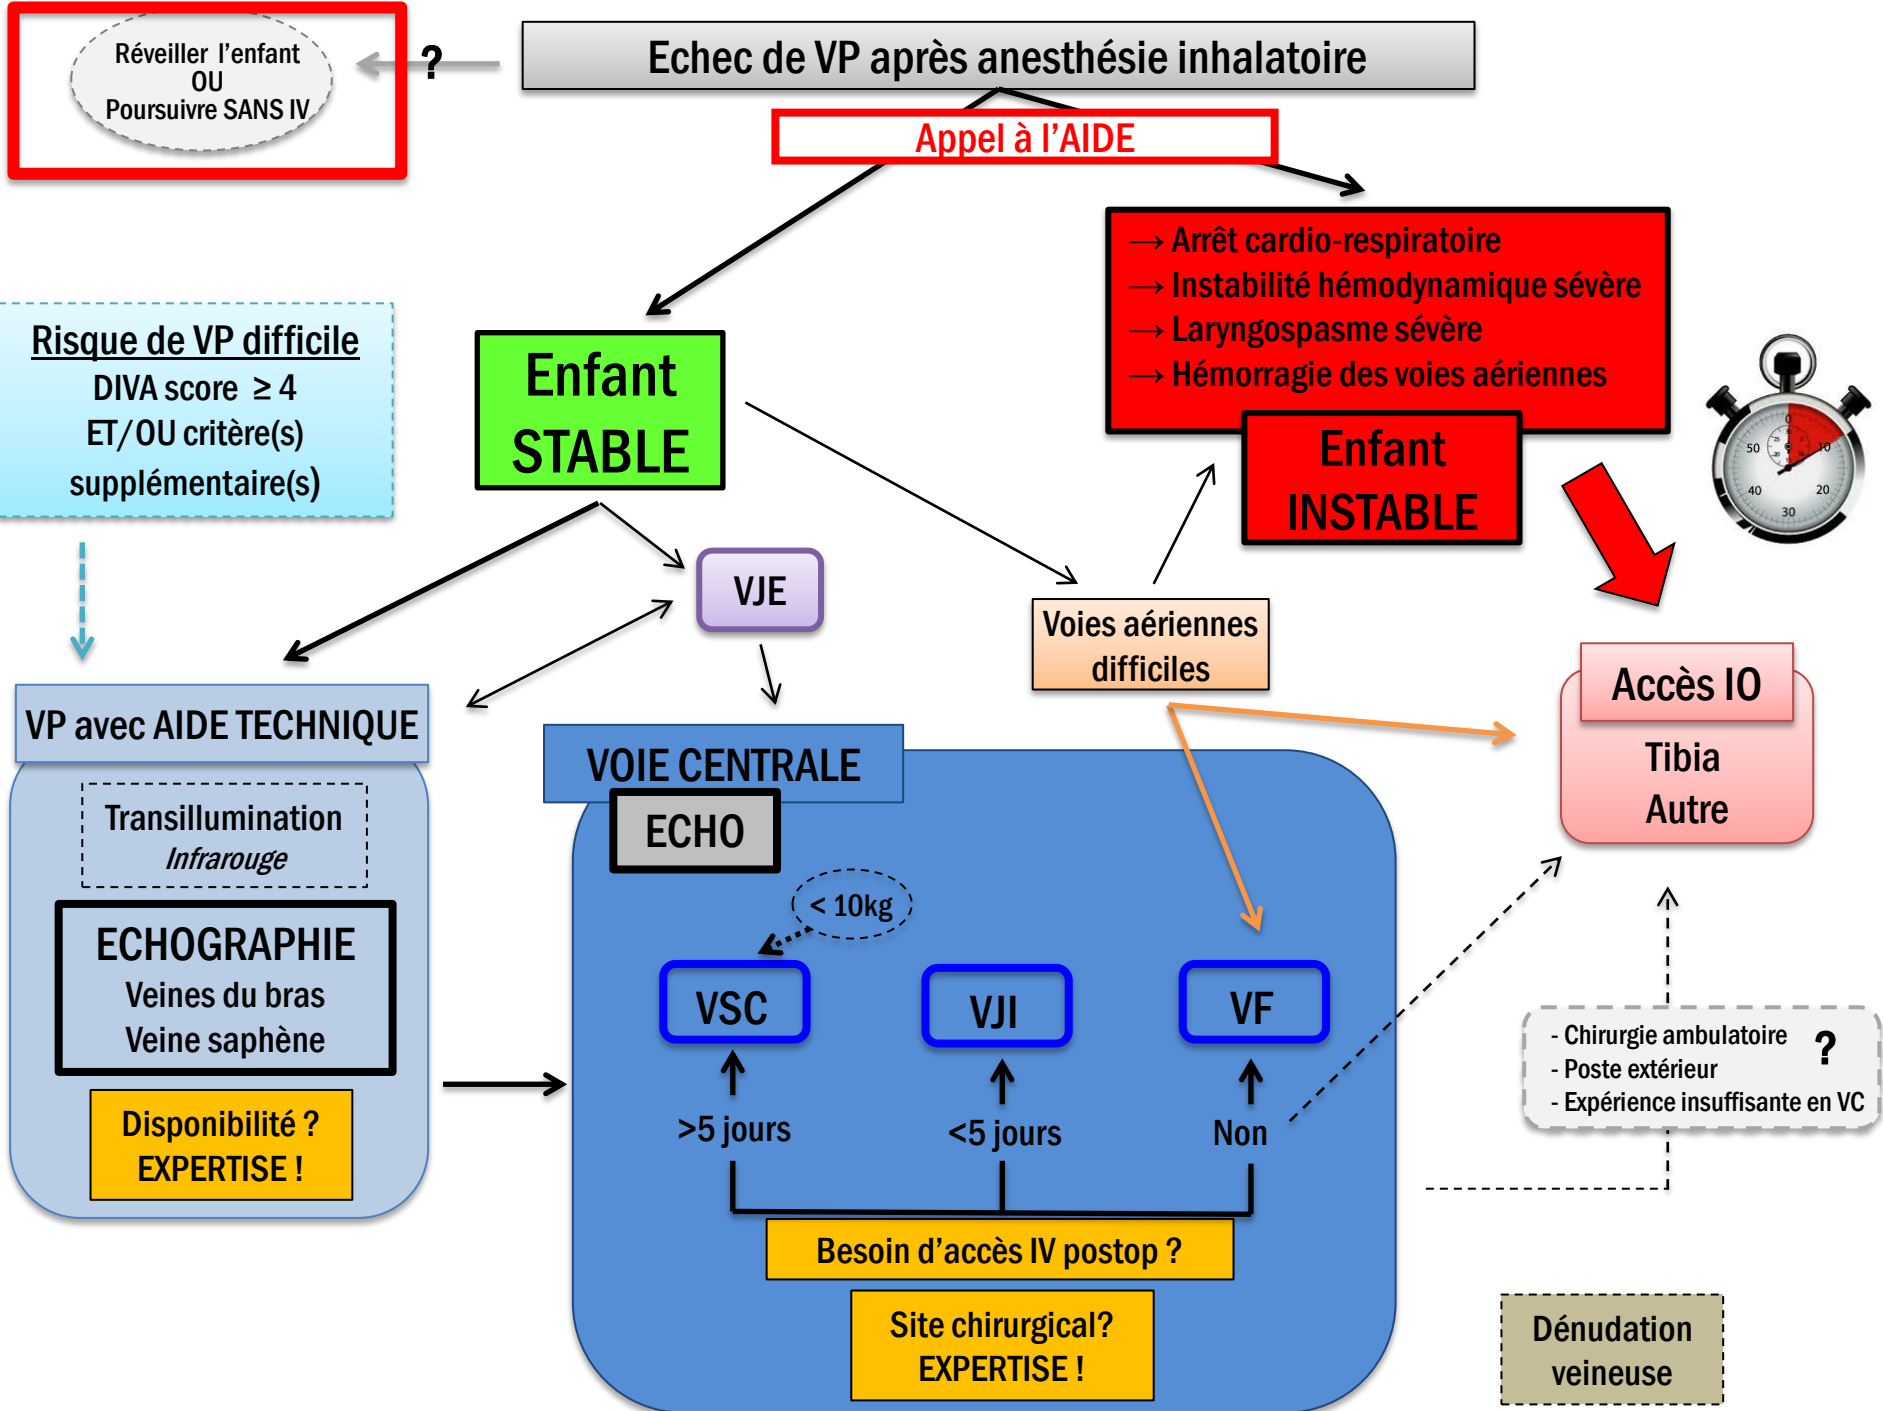 Réveiller l'enfant
OU
Poursuivre SANS IV
?
Echec de VP après anesthésie inhalatoire
Appel à l'AIDE
→ Arrêt cardio-respiratoire
→ Instabilité hémodynamique sévère
→ Laryngospasme sévère
→ Hémorragie des voies aériennes
Enfant
INSTABLE
Risque de VP difficile
DIVA score ≥ 4
ET/OU critère(s)
supplémentaire(s)
Enfant
STABLE
0
10
20
30
40
50
VJE
Voies aériennes
difficiles
Accès IO
Tibia
Autre
VP avec AIDE TECHNIQUE
Transillumination
Infrarouge
ECHOGRAPHIE
Veines du bras
Veine saphène
Disponibilité ?
EXPERTISE !
VOIE CENTRALE
ECHO
< 10kg
VSC
VJI
VF
>5 jours
<5 jours
Non
Besoin d'accès IV postop ?
Site chirurgical?
EXPERTISE !
- Chirurgie ambulatoire ?
- Poste extérieur
- Expérience insuffisante en VC
Dénudation
veineuse